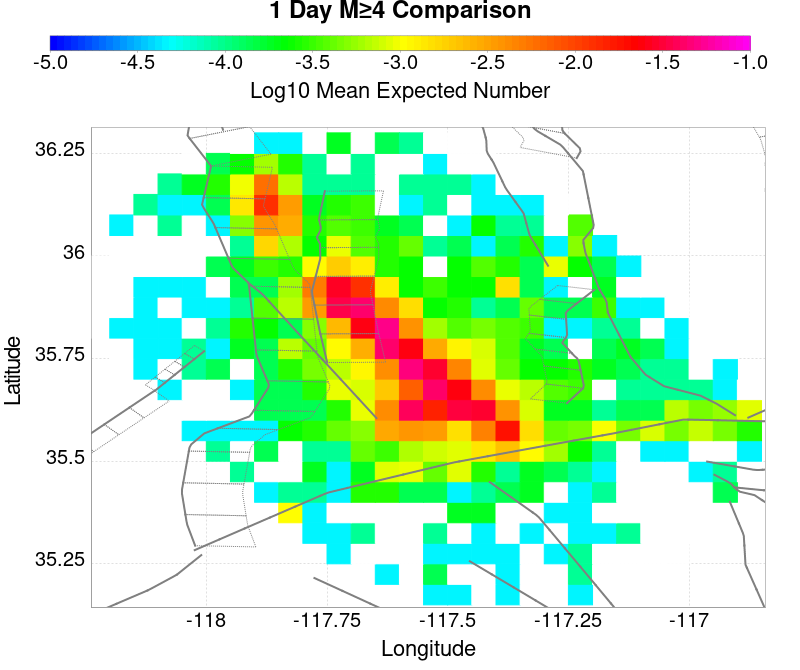 1 Day M≥4 Comparison
-5.0 -4.5 -4.0 -3.5 -3.0 -2.5 -2.0 -1.5 -1.0
Log10 Mean Expected Number
36.25
36
35.75
35.5
35.25
Latitude
-118 -117.75 -117.5 -117.25 -117
Longitude